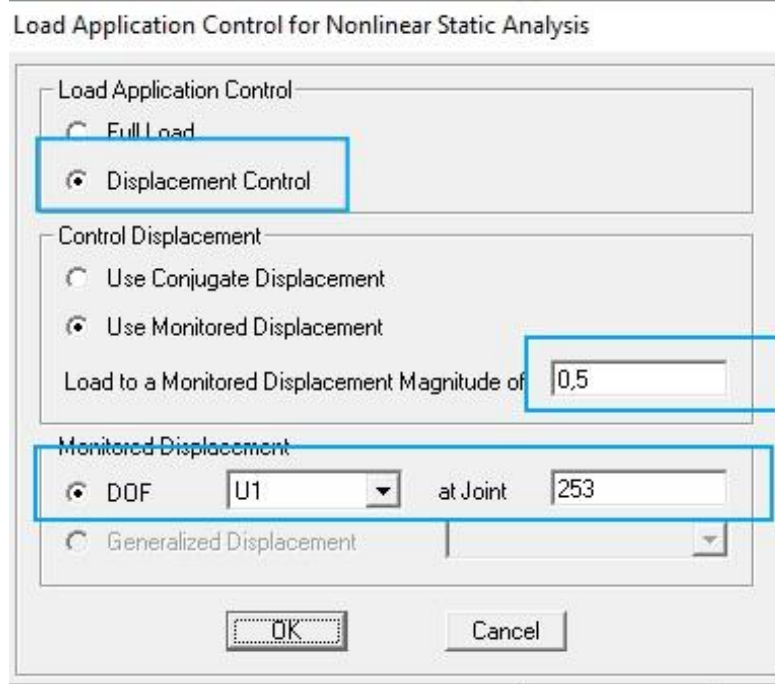 Load Application Control for Nonlinear Static Analysis
Load Application Control
Full Load
Displacement Control
Control Displacement
Use Conjugate Displacement
Use Monitored Displacement
Load to a Monitored Displacement Magnitude of 0,5
Monitored Displacement
DOF U1 at Joint 253
Generalized Displacement
OK Cancel